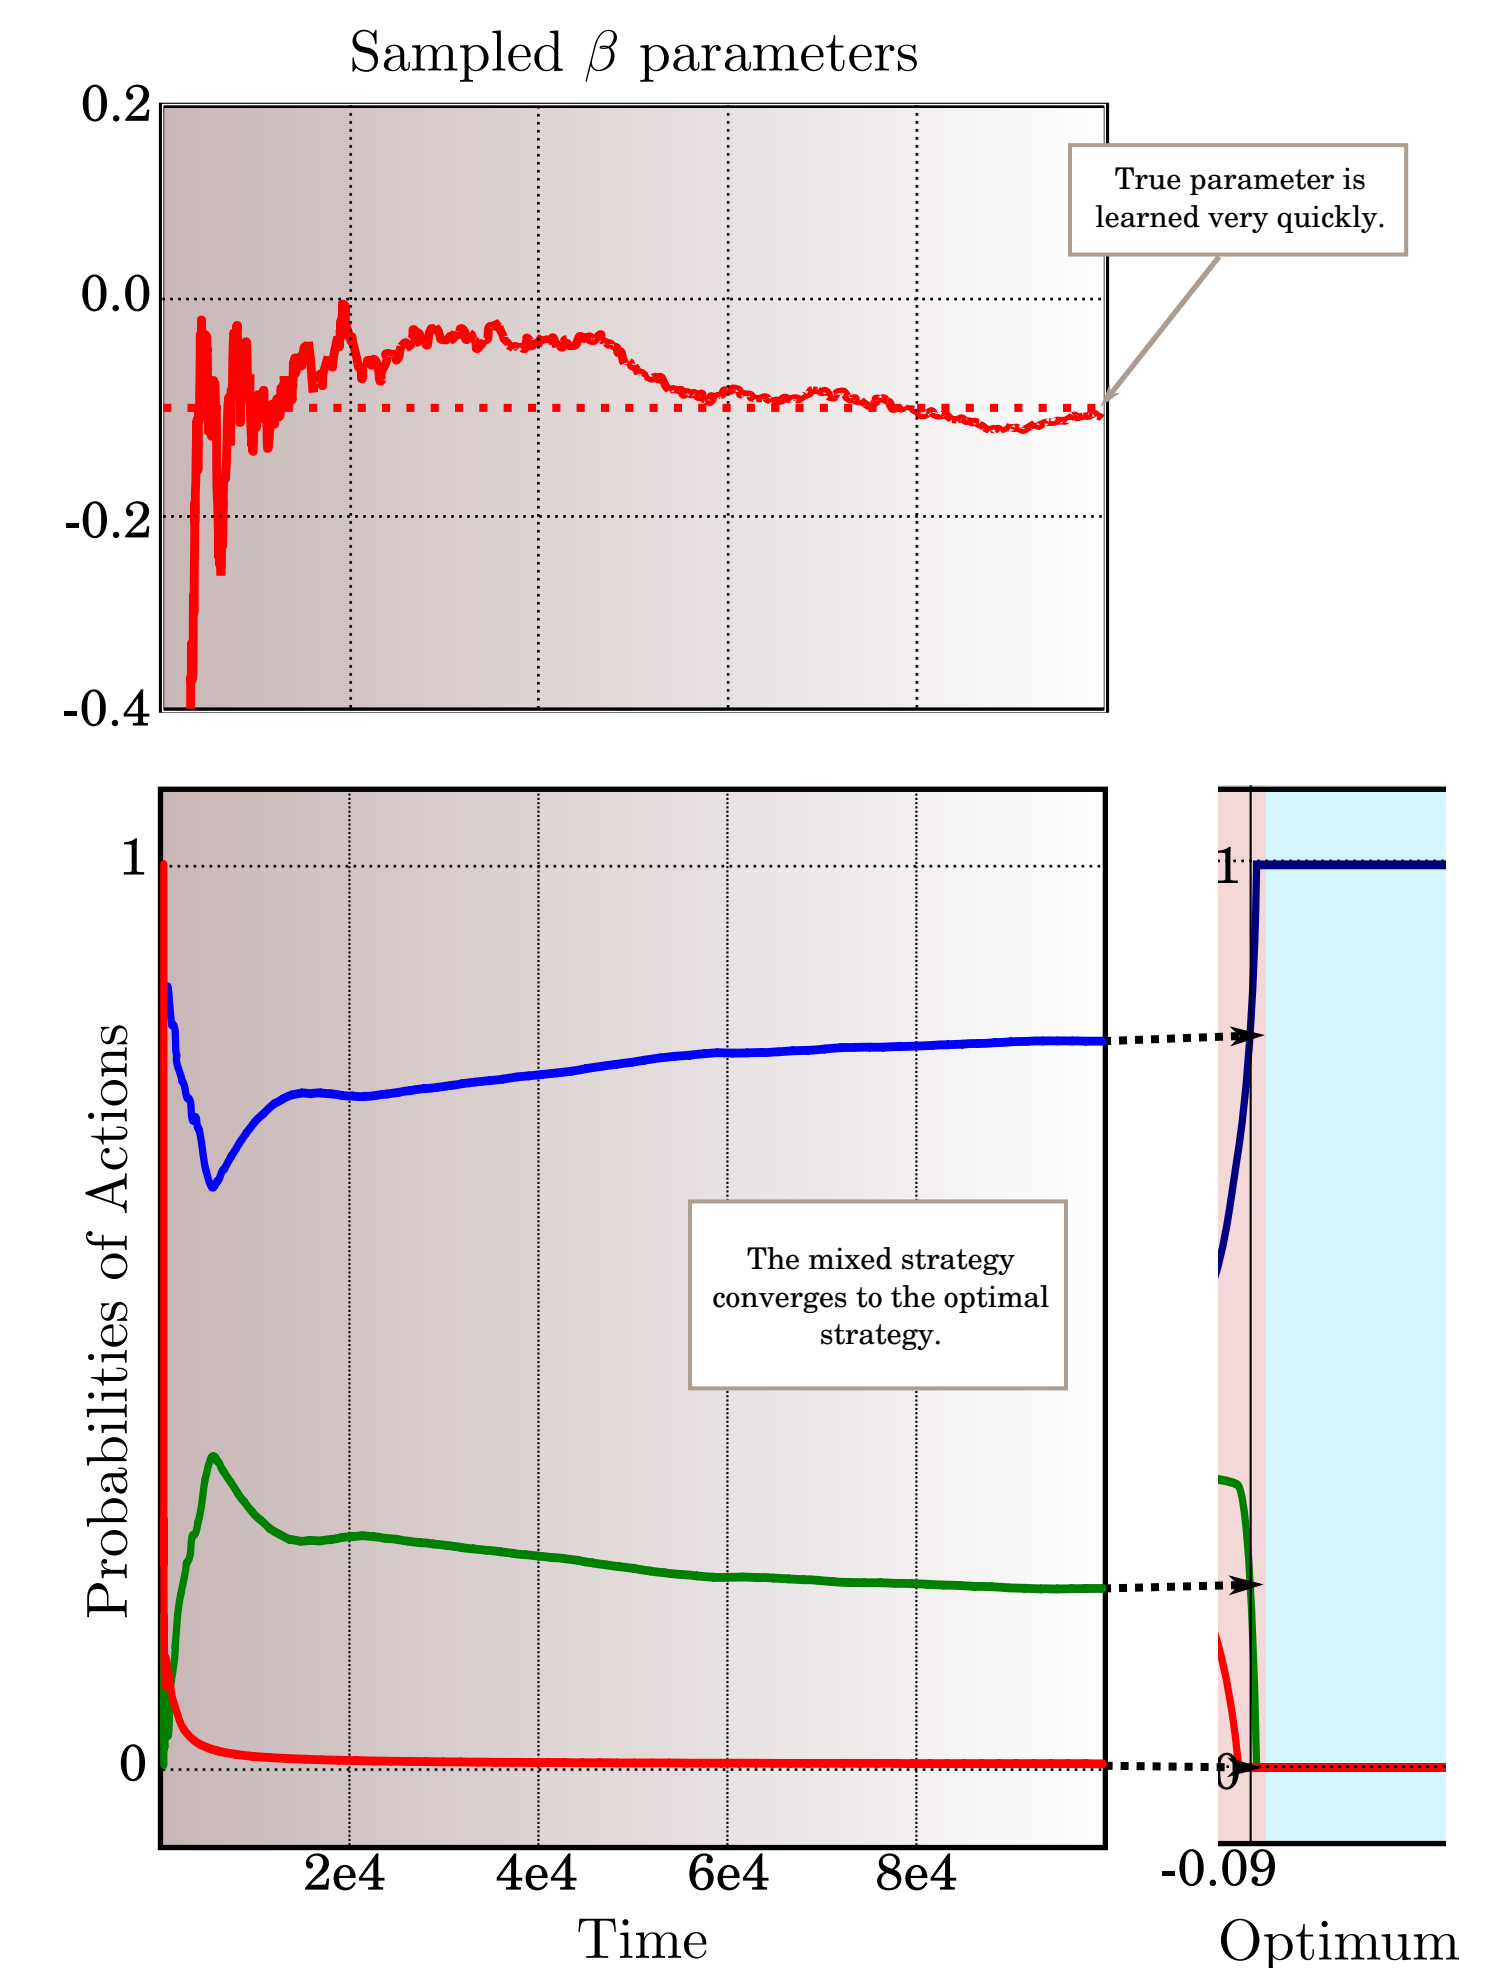 Sampled β parameters
0.2
0.0
-0.2
-0.4
True parameter is
learned very quickly.
Probabilities of Actions
1
0
The mixed strategy
converges to the optimal
strategy.
2e4 4e4 6e4 8e4
Time
1
0
-0.09
Optimum